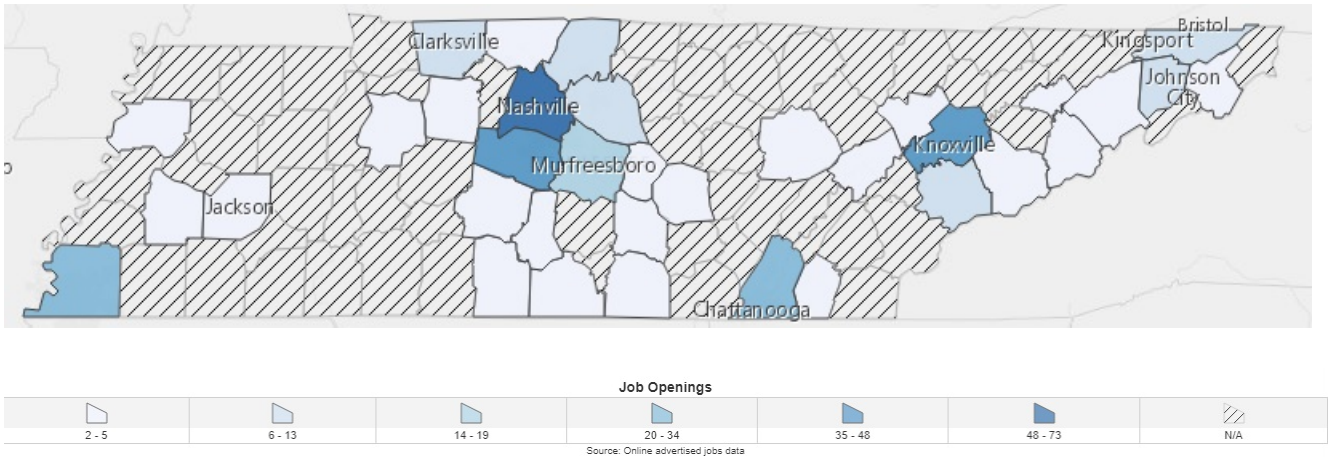 Bristol
Clarksville
Kingsport
Johnson
City
Nashville
Knoxville
Murfreesboro
Jackson
Chattanooga
Job Openings
2 - 5 6 - 13 14 - 19 20 - 34 35 - 48 48 - 73 N/A
Source: Online advertised jobs data